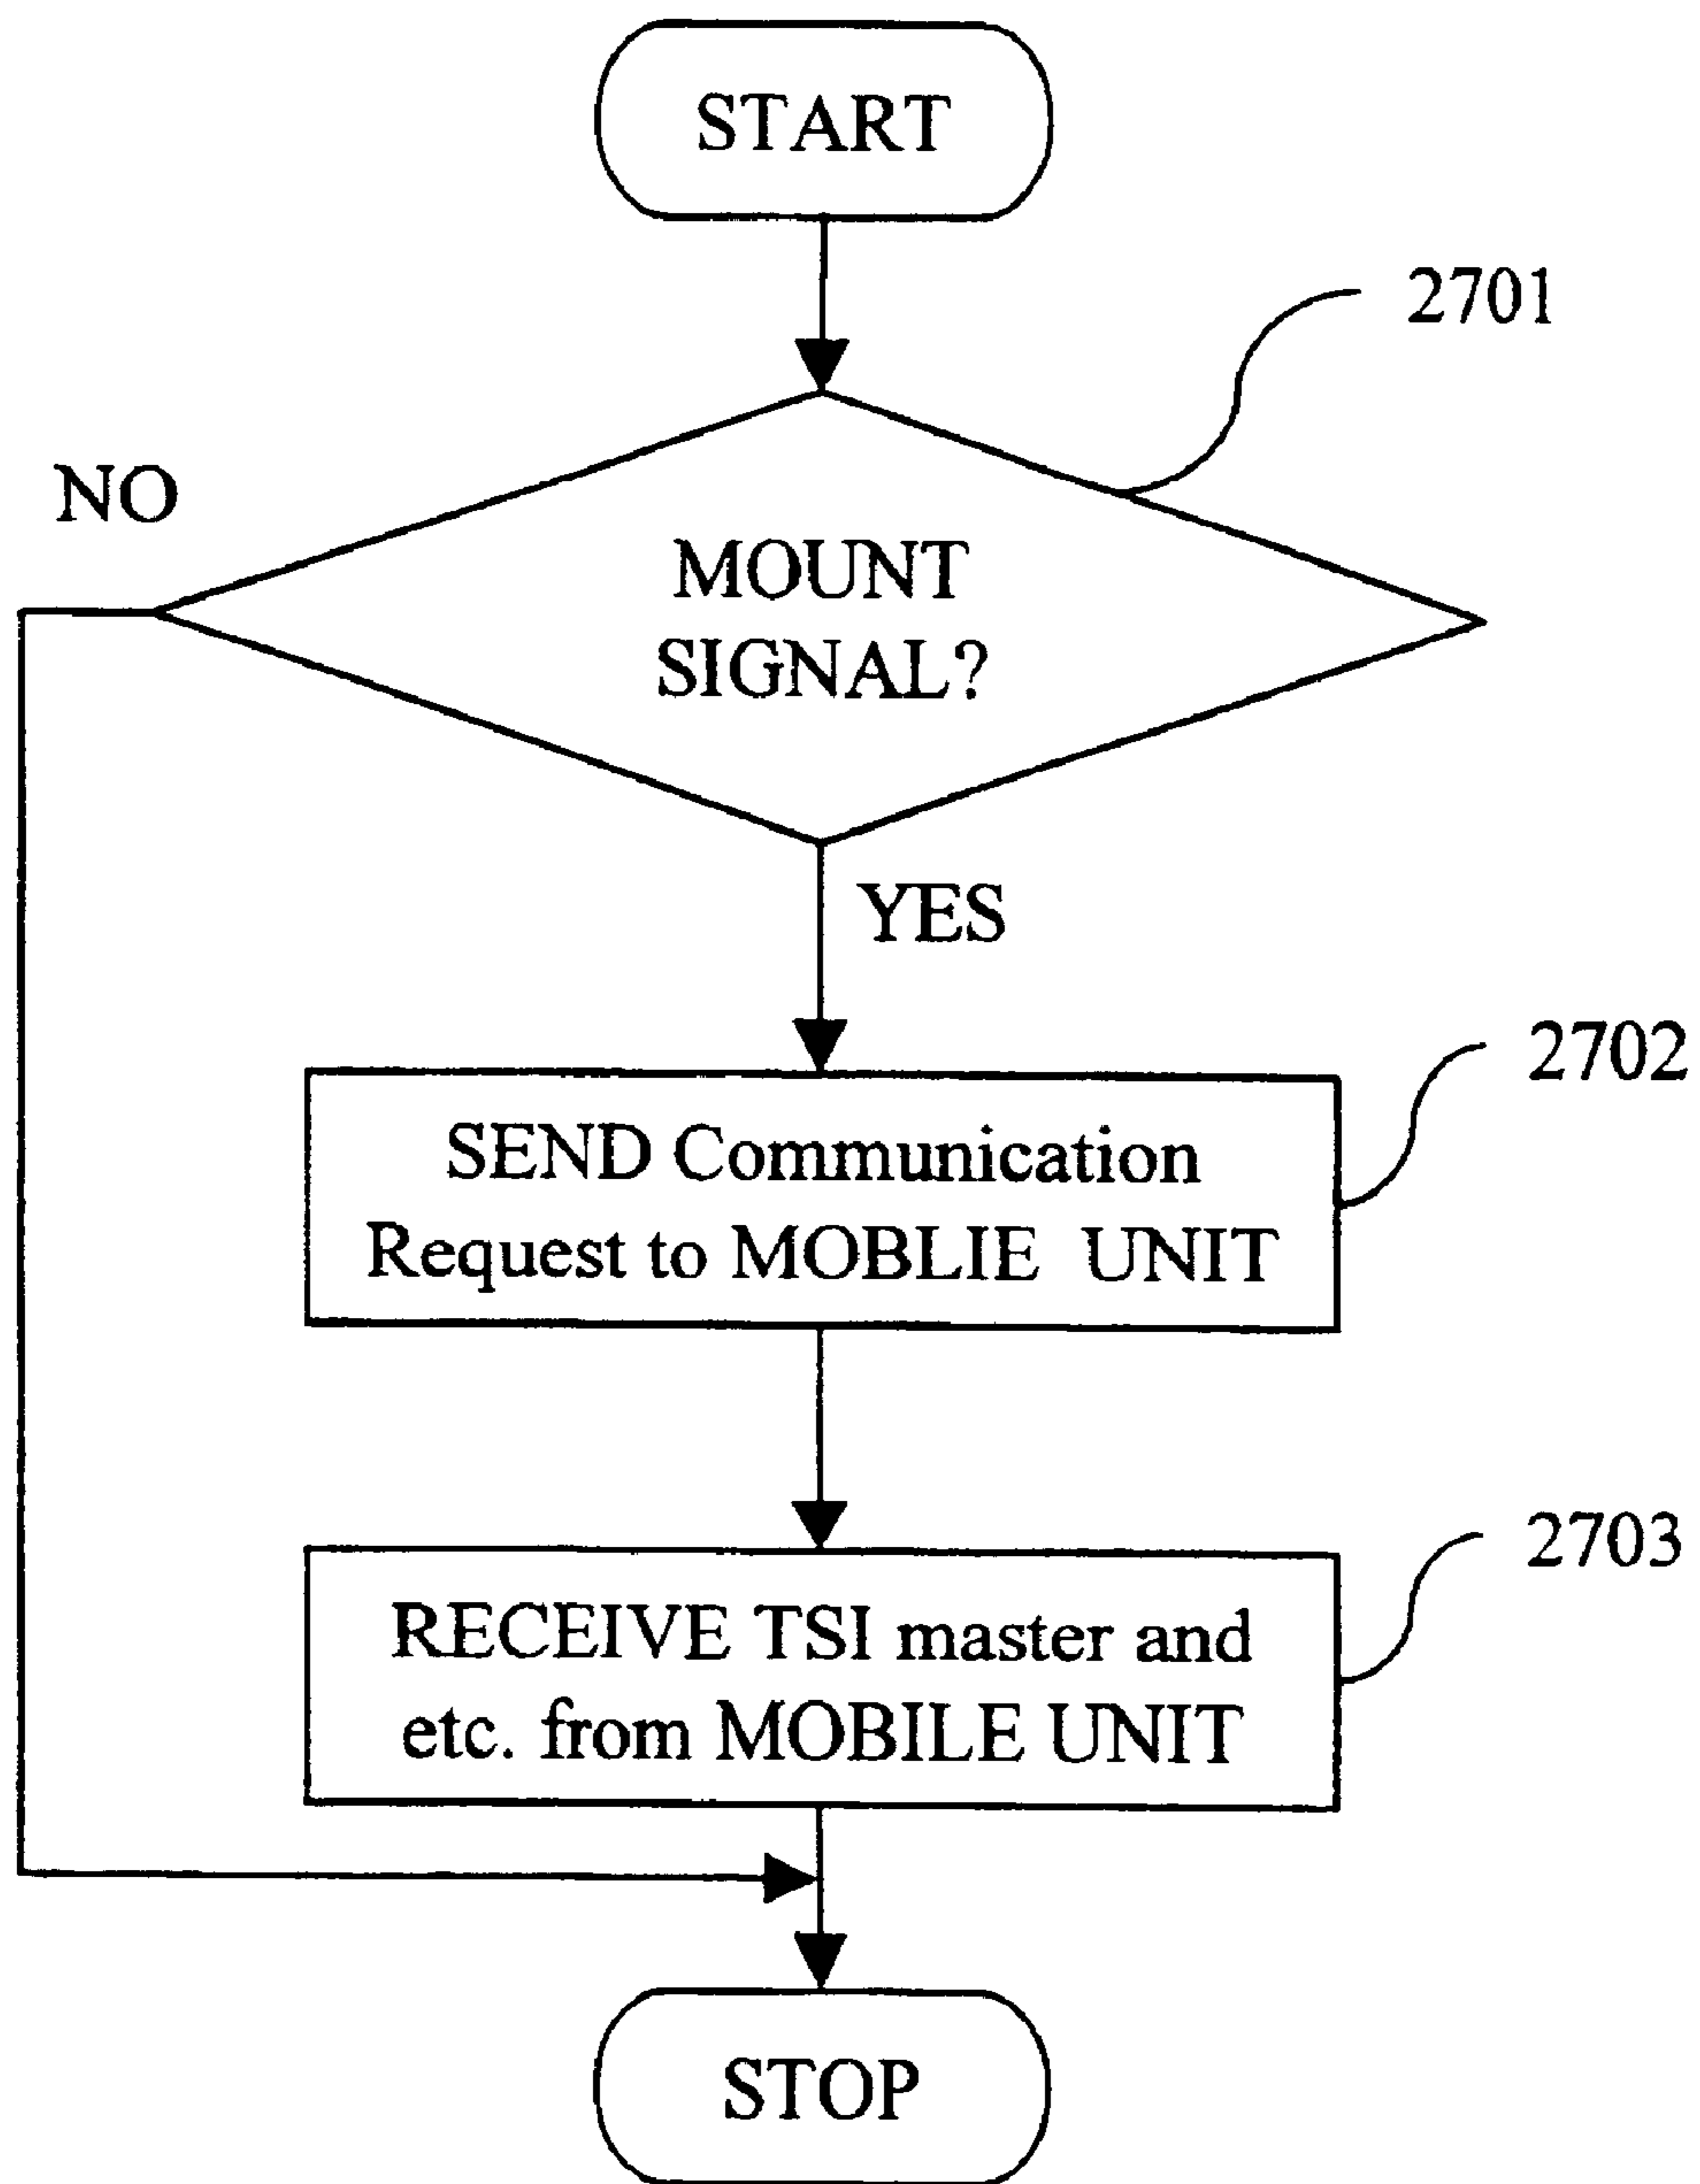 START
2701
NO
MOUNT
SIGNAL?
YES
2702
SEND Communication
Request to MOBLIE UNIT
2703
RECEIVE TSI master and
etc. from MOBILE UNIT
STOP